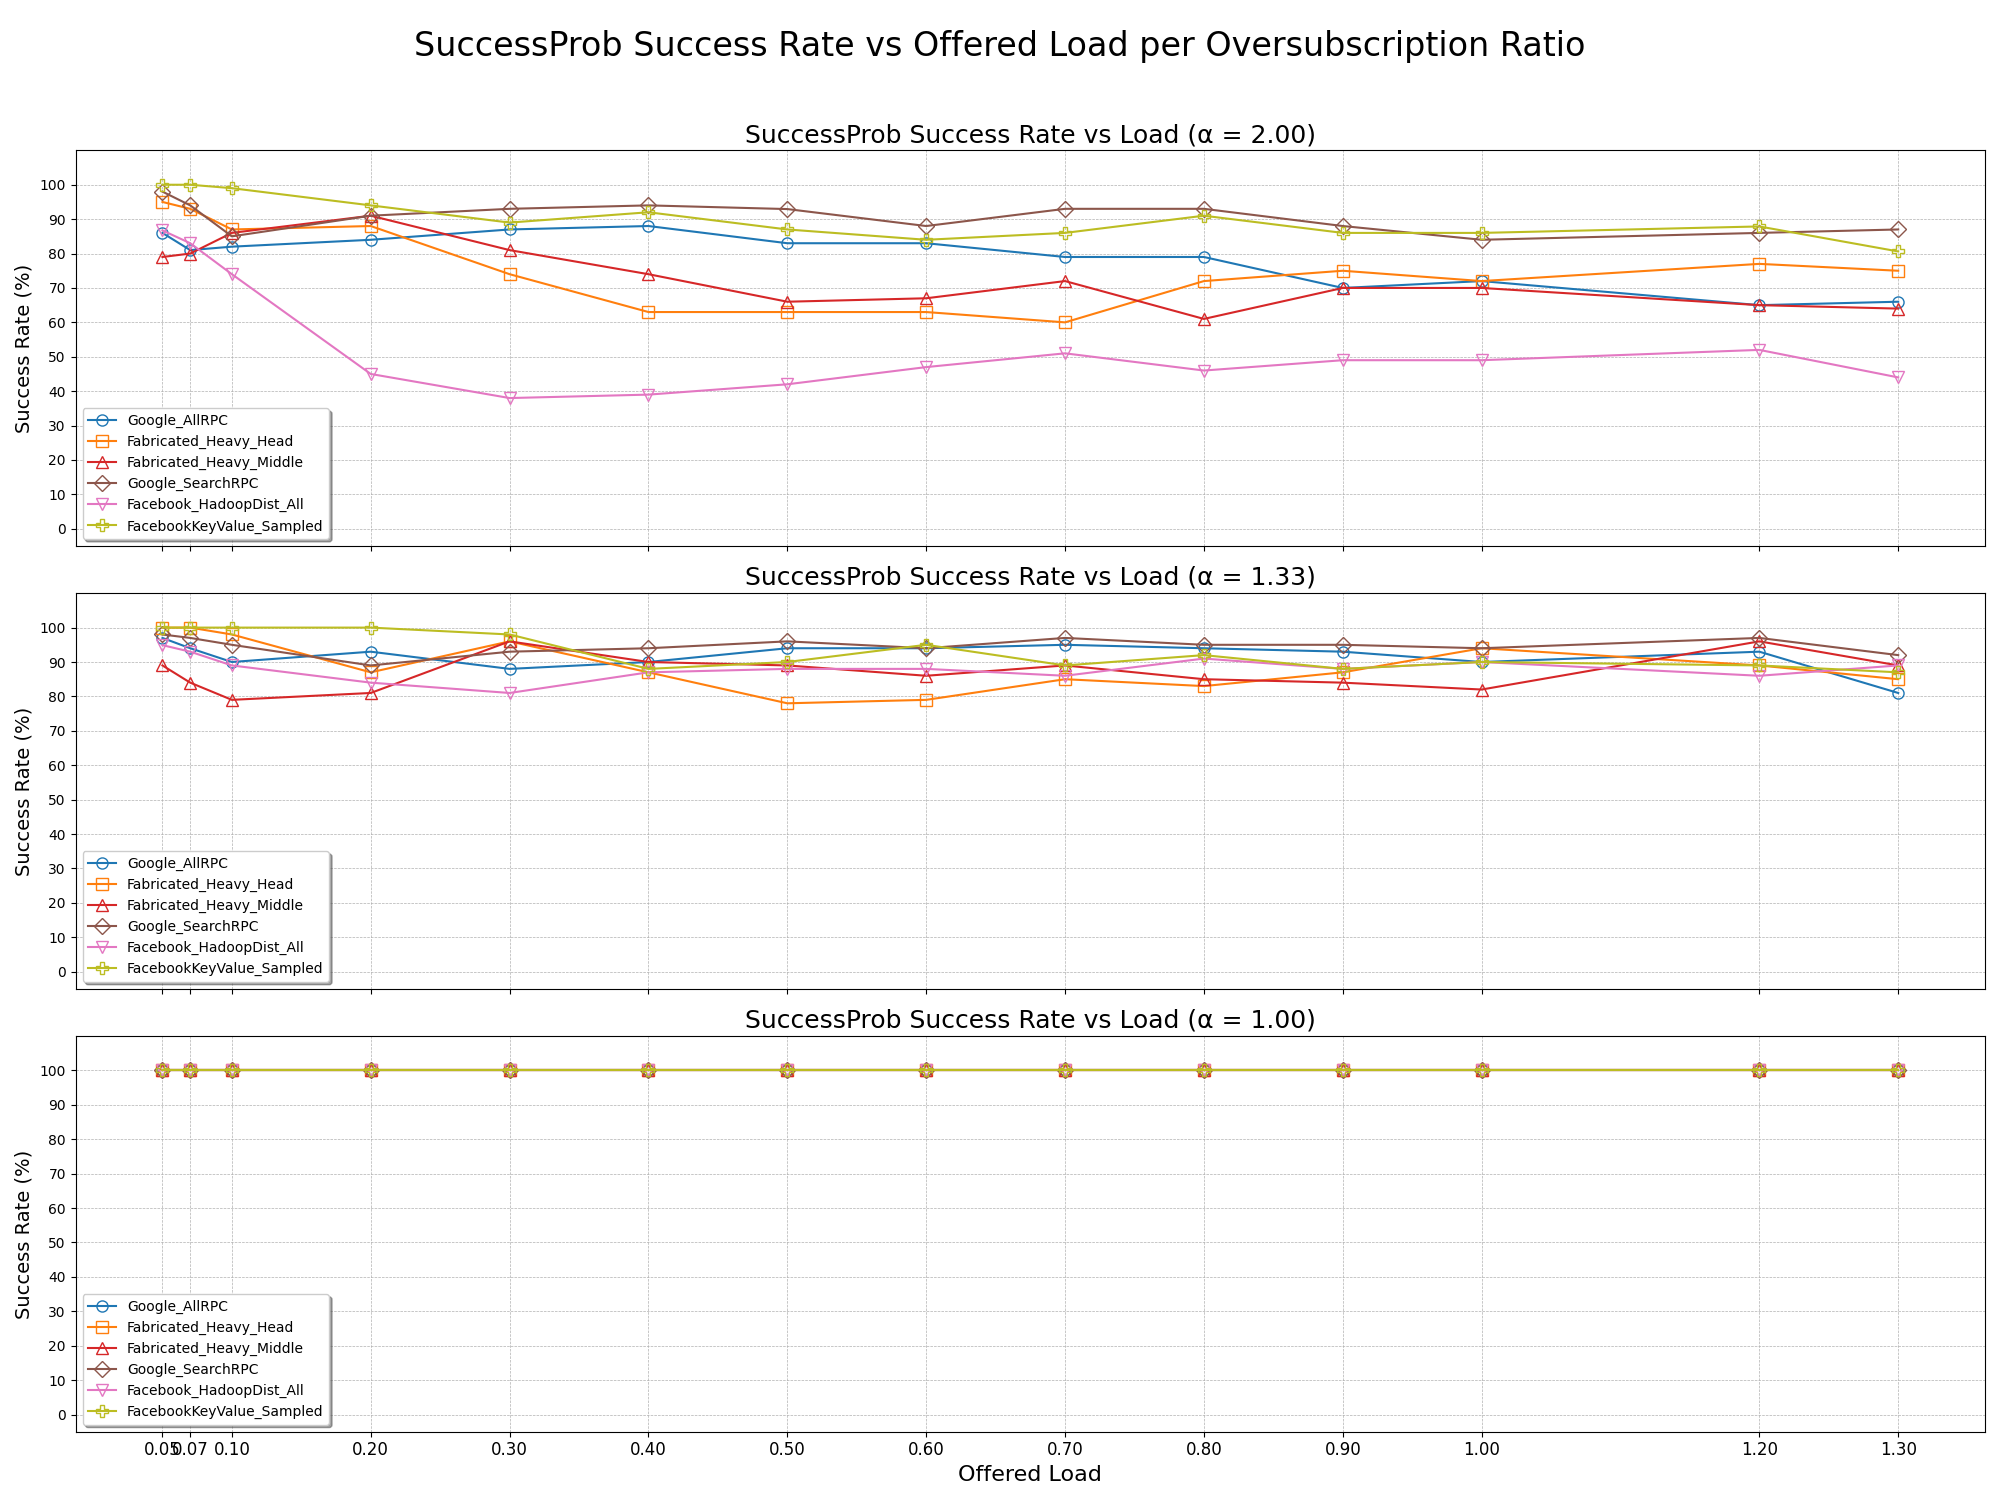 SuccessProb Success Rate vs Offered Load per Oversubscription Ratio
SuccessProb Success Rate vs Load (α = 2.00)
Success Rate (%)
100
90
80
70
60
50
40
30
20
10
0
Google_AllRPC
Fabricated_Heavy_Head
Fabricated_Heavy_Middle
Google_SearchRPC
Facebook_HadoopDist_All
FacebookKeyValue_Sampled
SuccessProb Success Rate vs Load (α = 1.33)
Success Rate (%)
100
90
80
70
60
50
40
30
20
10
0
Google_AllRPC
Fabricated_Heavy_Head
Fabricated_Heavy_Middle
Google_SearchRPC
Facebook_HadoopDist_All
FacebookKeyValue_Sampled
SuccessProb Success Rate vs Load (α = 1.00)
Success Rate (%)
100
90
80
70
60
50
40
30
20
10
0
Google_AllRPC
Fabricated_Heavy_Head
Fabricated_Heavy_Middle
Google_SearchRPC
Facebook_HadoopDist_All
FacebookKeyValue_Sampled
0.05 0.07 0.10 0.20 0.30 0.40 0.50 0.60 0.70 0.80 0.90 1.00 1.20 1.30
Offered Load